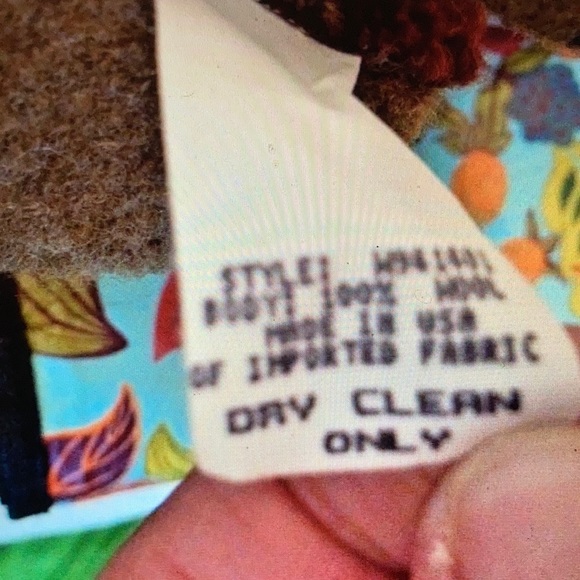 STYLE:
BODY: 100% WOOL
MADE IN USA
OF IMPORTED FABRIC
DRY CLEAN
ONLY